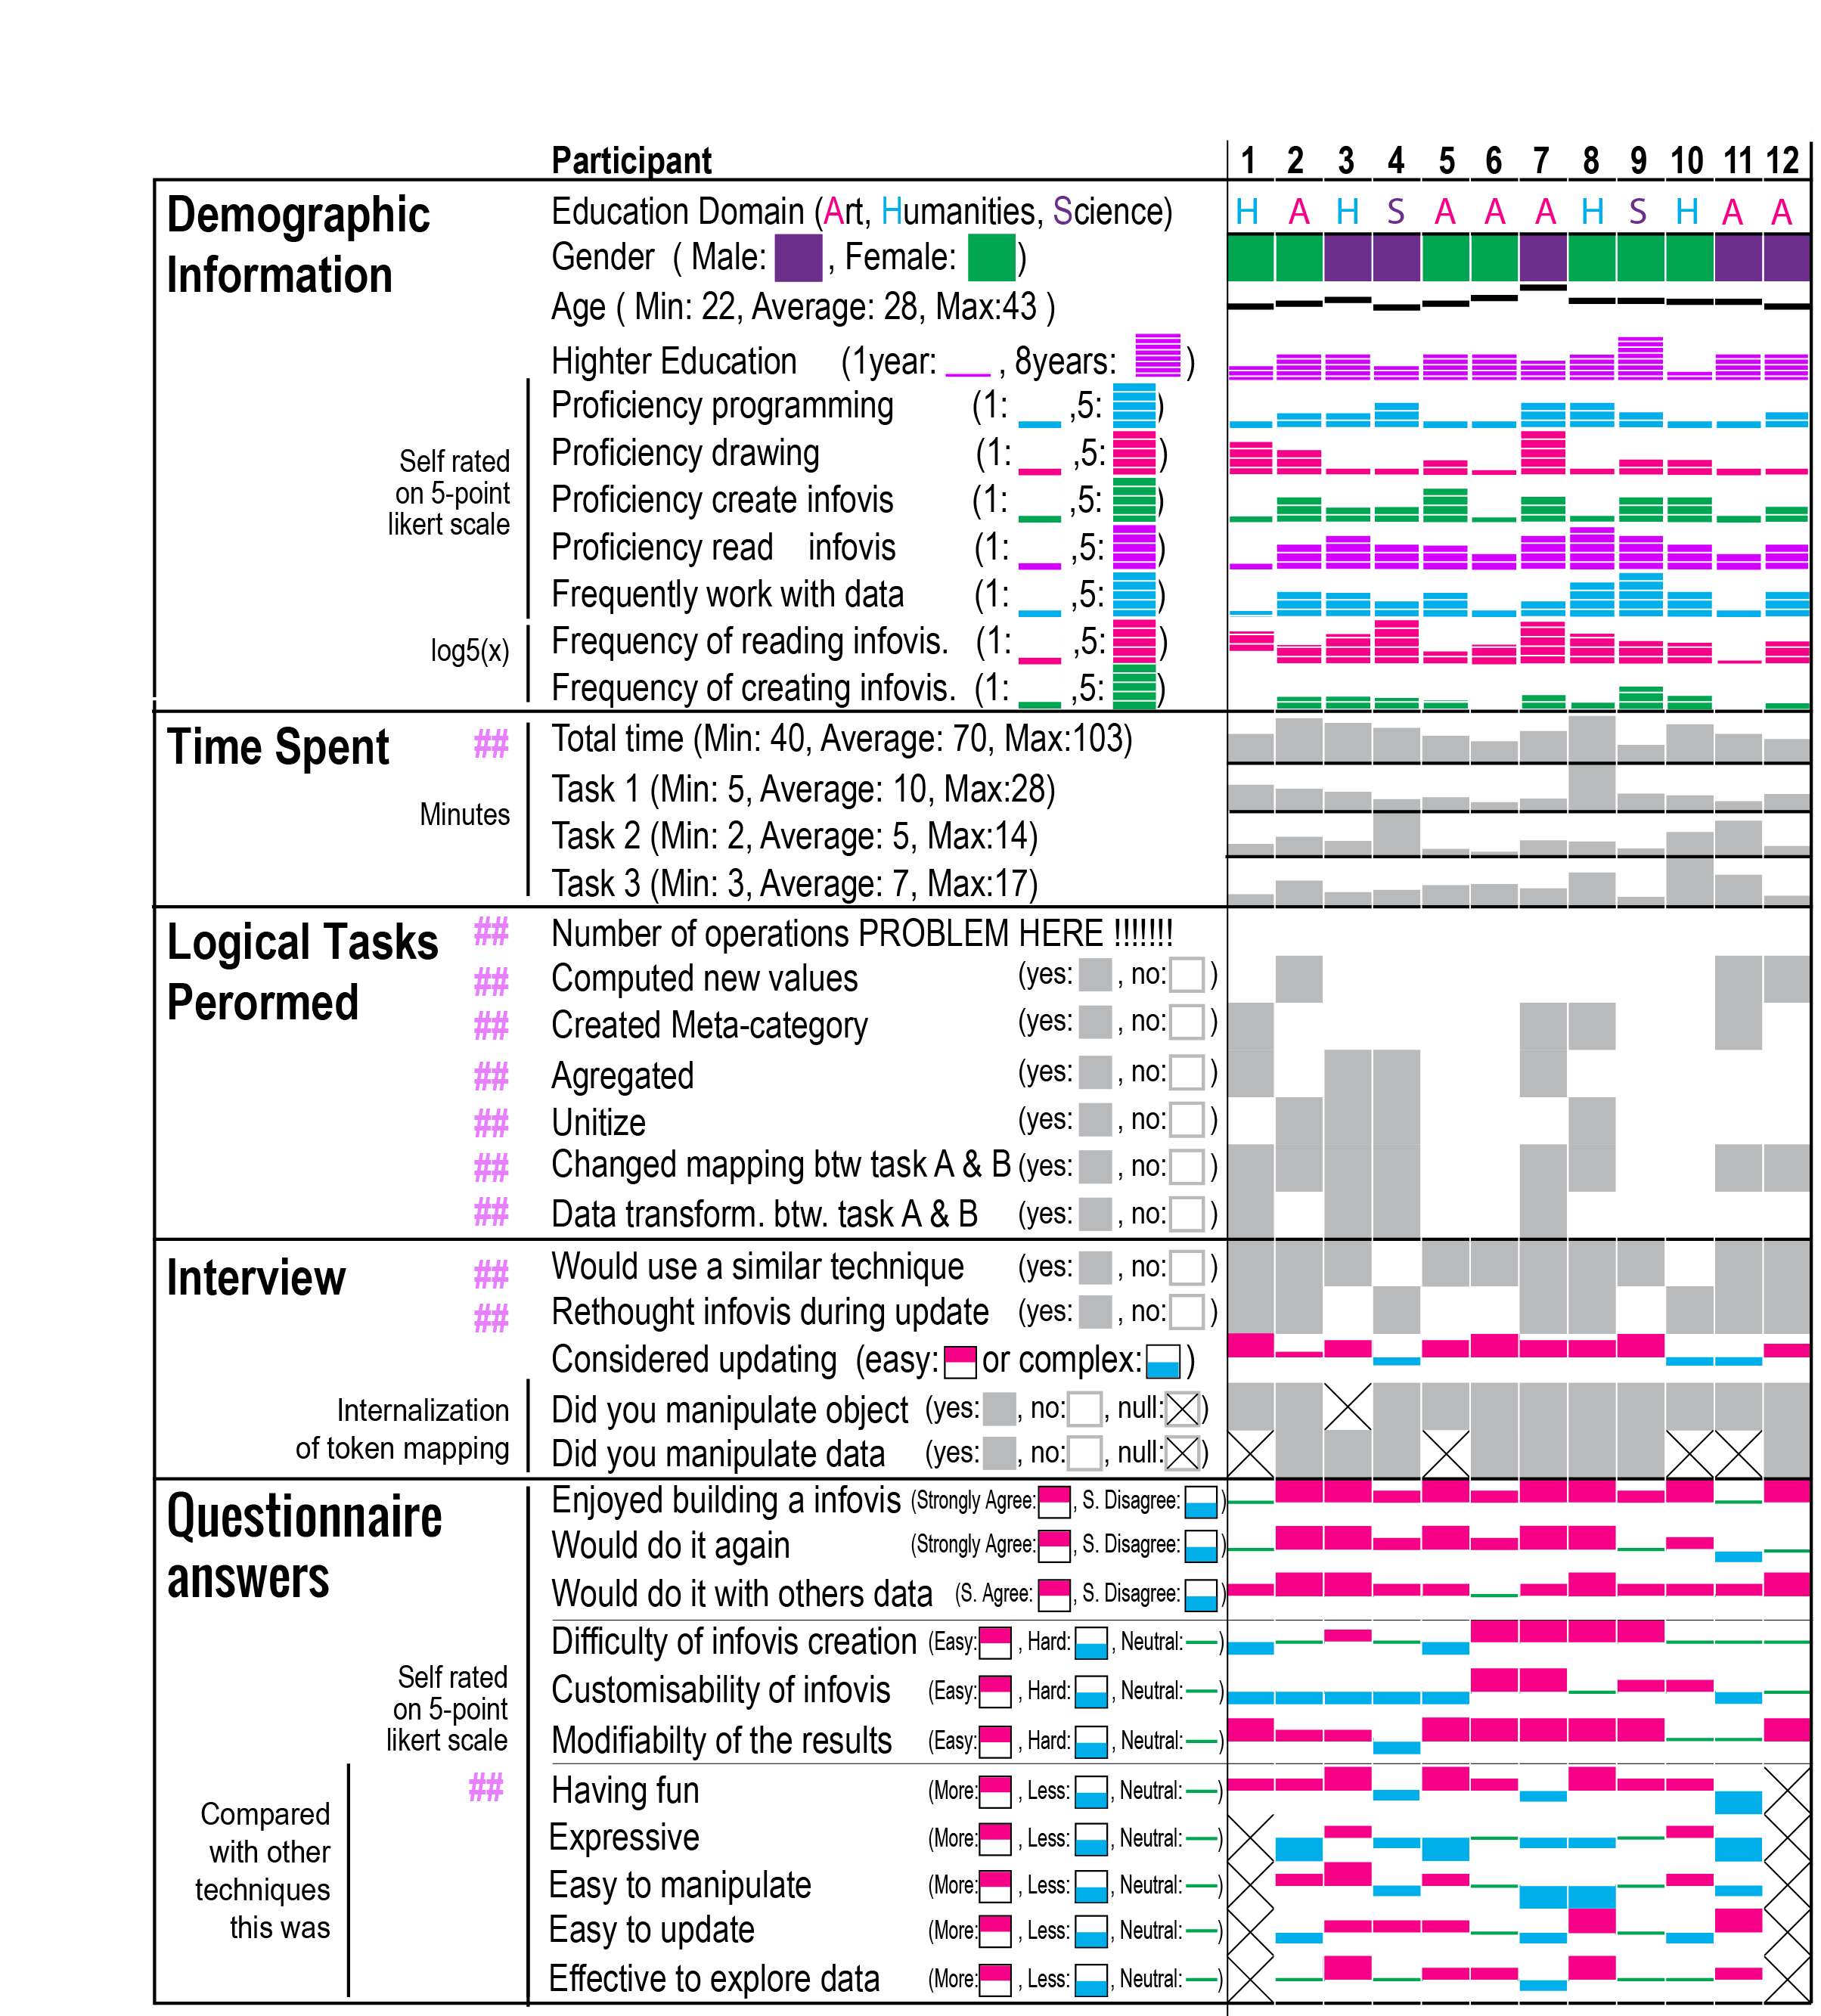 Participant 1 2 3 4 5 6 7 8 9 10 11 12
Demographic
Information
Education Domain (Art, Humanities, Science) H A H S A A A H S H A A
Gender ( Male: , Female: )
Age ( Min: 22, Average: 28, Max:43 )
Highter Education (1year: , 8years: )
Self rated
on 5-point
likert scale
Proficiency programming (1: ,5: )
Proficiency drawing (1: ,5: )
Proficiency create infovis (1: ,5: )
Proficiency read infovis (1: ,5: )
Frequently work with data (1: ,5: )
log5(x)
Frequency of reading infovis. (1: ,5: )
Frequency of creating infovis. (1: ,5: )
Time Spent ##
Minutes
Total time (Min: 40, Average: 70, Max:103)
Task 1 (Min: 5, Average: 10, Max:28)
Task 2 (Min: 2, Average: 5, Max:14)
Task 3 (Min: 3, Average: 7, Max:17)
Logical Tasks
Perormed
## Number of operations PROBLEM HERE !!!!!!!
## Computed new values (yes: , no: )
## Created Meta-category (yes: , no: )
## Agregated (yes: , no: )
## Unitize (yes: , no: )
## Changed mapping btw task A & B (yes: , no: )
## Data transform. btw. task A & B (yes: , no: )
Interview
## Would use a similar technique (yes: , no: )
## Rethought infovis during update (yes: , no: )
Considered updating (easy: or complex: )
Internalization
of token mapping
Did you manipulate object (yes: , no: , null: )
Did you manipulate data (yes: , no: , null: )
Questionnaire
answers
Enjoyed building a infovis (Strongly Agree: , S. Disagree: )
Would do it again (Strongly Agree: , S. Disagree: )
Would do it with others data (S. Agree: , S. Disagree: )
Self rated
on 5-point
likert scale
Difficulty of infovis creation (Easy: , Hard: , Neutral: )
Customisability of infovis (Easy: , Hard: , Neutral: )
Modifiabilty of the results (Easy: , Hard: , Neutral: )
##
Compared
with other
techniques
this was
Having fun (More: , Less: , Neutral: )
Expressive (More: , Less: , Neutral: )
Easy to manipulate (More: , Less: , Neutral: )
Easy to update (More: , Less: , Neutral: )
Effective to explore data (More: , Less: , Neutral: )